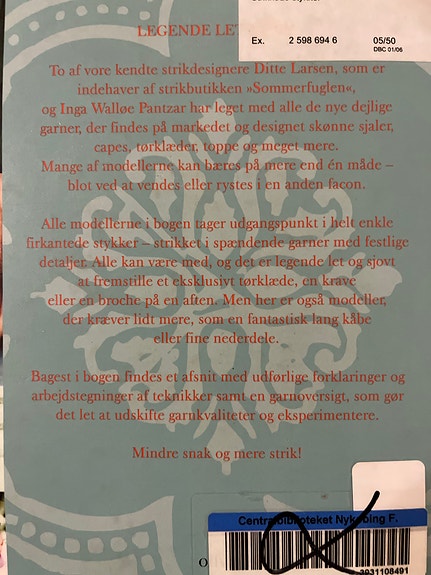 Ex. 2 598 694 6 05/50
DBC 01/06
LEGENDE LET
To af vore kendte strikdesignere Ditte Larsen, som er
indehaver af strikbutikken »Sommerfuglen«,
og Inga Walløe Pantzar har leget med alle de nye dejlige
garner, der findes på markedet og designet skønne sjaler,
capes, tørklæder, toppe og meget mere.
Mange af modellerne kan bæres på mere end én måde –
blot ved at vendes eller rystes i en anden facon.
Alle modellerne i bogen tager udgangspunkt i helt enkle
firkantede stykker – strikket i spændende garner med festlige
detaljer. Alle kan være med, og det er legende let og sjovt
at fremstille et eksklusivt tørklæde, en krave
eller en broche på en aften. Men her er også modeller,
der kræver lidt mere, som en fantastisk lang kåbe
eller fine nederdele.
Bagest i bogen findes et afsnit med udførlige forklaringer og
arbejdstegninger af teknikker samt en garnoversigt, som gør
det let at udskifte garnkvaliteter og eksperimentere.
Mindre snak og mere strik!
Centralbiblioteket Nykøbing F.
3931108491